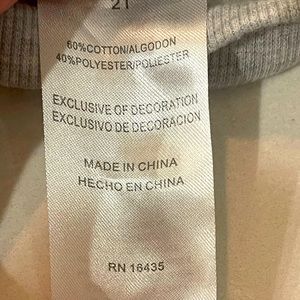 2T
60%COTTON/ALGODON
40%POLYESTER/POLIESTER
EXCLUSIVE OF DECORATION
EXCLUSIVO DE DECORACION
MADE IN CHINA
HECHO EN CHINA
RN 16435